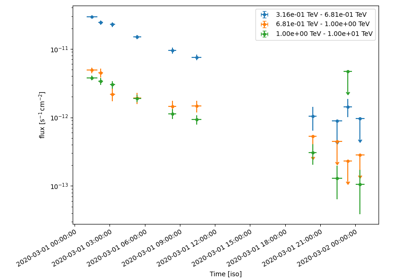 3.16e-01 TeV - 6.81e-01 TeV
6.81e-01 TeV - 1.00e+00 TeV
1.00e+00 TeV - 1.00e+01 TeV
10⁻¹¹
10⁻¹²
10⁻¹³
flux [s⁻¹ cm⁻²]
2020-03-01 00:00:00
2020-03-01 03:00:00
2020-03-01 06:00:00
2020-03-01 09:00:00
2020-03-01 12:00:00
2020-03-01 15:00:00
2020-03-01 18:00:00
2020-03-01 21:00:00
2020-03-02 00:00:00
Time [iso]